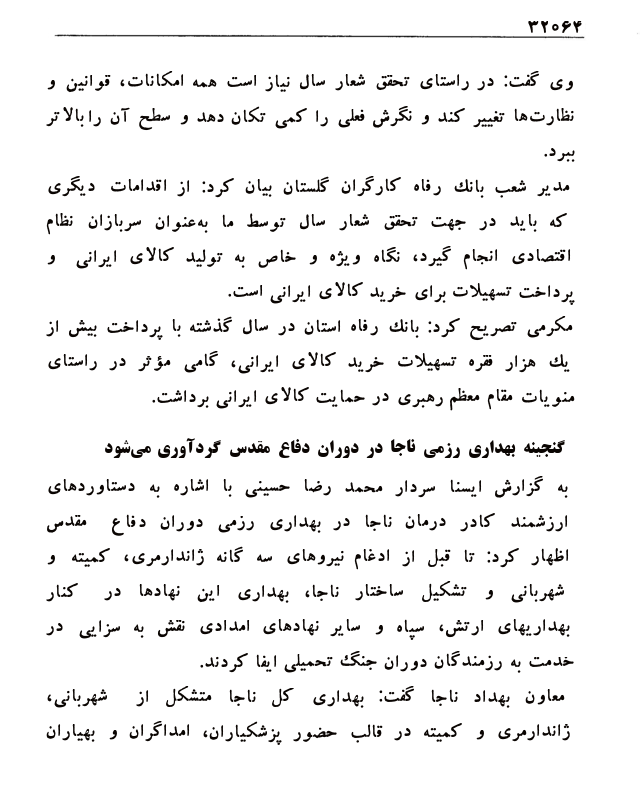 ۳۲۰۶۴
وی گفت: در راستای تحقق شعار سال نیاز است همه امکانات، قوانین و
نظارت‌ها تغییر کند و نگرش فعلی را کمی تکان دهد و سطح آن را بالاتر
ببرد.
مدیر شعب بانك رفاه کارگران گلستان بیان کرد: از اقدامات دیگری
که باید در جهت تحقق شعار سال توسط ما به‌عنوان سربازان نظام
اقتصادی انجام گیرد، نگاه ویژه و خاص به تولید کالای ایرانی و
پرداخت تسهیلات برای خرید کالای ایرانی است.
مکرمی تصریح کرد: بانك رفاه استان در سال گذشته با پرداخت بیش از
یك هزار فقره تسهیلات خرید کالای ایرانی، گامی مؤثر در راستای
منویات مقام معظم رهبری در حمایت کالای ایرانی برداشت.
گنجینه بهداری رزمی ناجا در دوران دفاع مقدس گردآوری می‌شود
به گزارش ایسنا سردار محمد رضا حسینی با اشاره به دستاوردهای
ارزشمند کادر درمان ناجا در بهداری رزمی دوران دفاع مقدس
اظهار کرد: تا قبل از ادغام نیروهای سه گانه ژاندارمری، کمیته و
شهربانی و تشکیل ساختار ناجا، بهداری این نهادها در کنار
بهداریهای ارتش، سپاه و سایر نهادهای امدادی نقش به سزایی در
خدمت به رزمندگان دوران جنگ تحمیلی ایفا کردند.
معاون بهداد ناجا گفت: بهداری کل ناجا متشکل از شهربانی،
ژاندارمری و کمیته در قالب حضور پزشکیاران، امدادگران و بهیاران